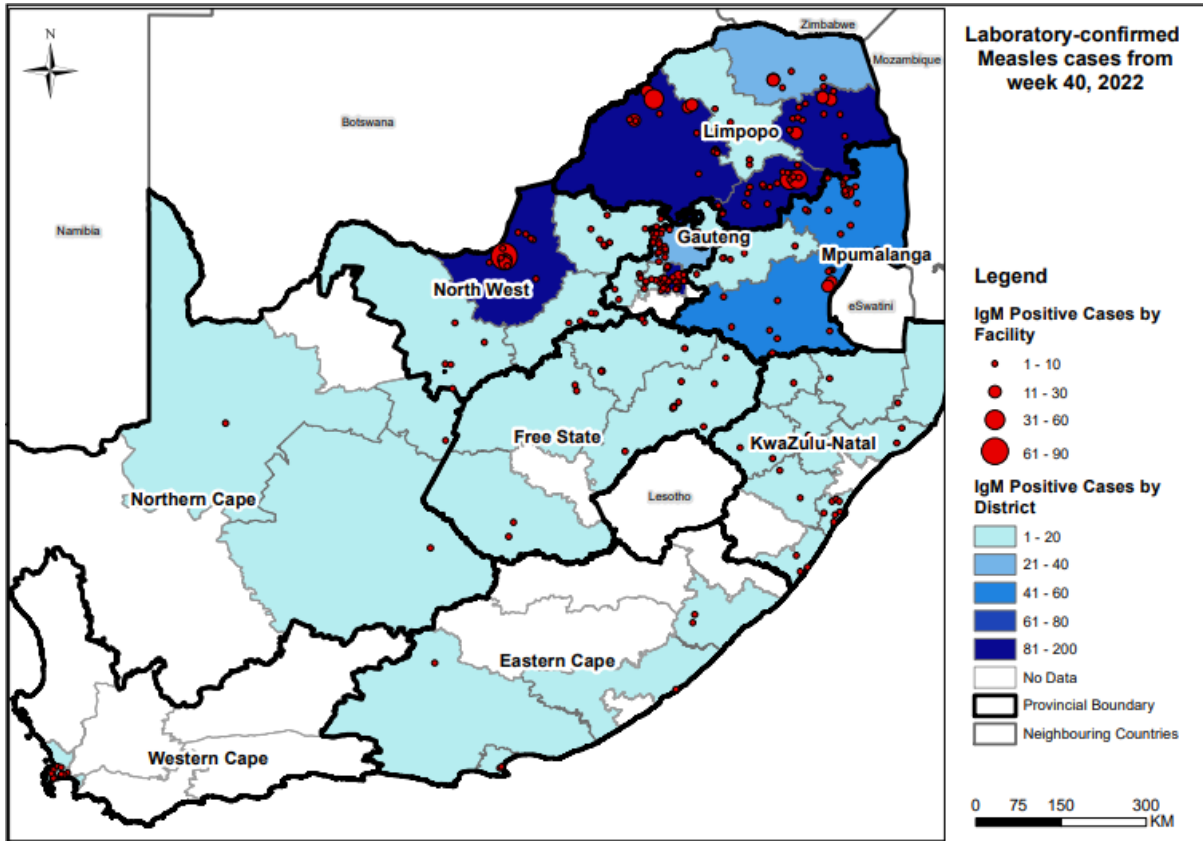 N
Zimbabwe
Mozambique
Botswana
Limpopo
Namibia
Gauteng
Mpumalanga
North West
eSwatini
Free State
KwaZulu-Natal
Northern Cape
Lesotho
Eastern Cape
Western Cape
Laboratory-confirmed
Measles cases from
week 40, 2022
Legend
IgM Positive Cases by
Facility
1 - 10
11 - 30
31 - 60
61 - 90
IgM Positive Cases by
District
1 - 20
21 - 40
41 - 60
61 - 80
81 - 200
No Data
Provincial Boundary
Neighbouring Countries
0 75 150 300
KM